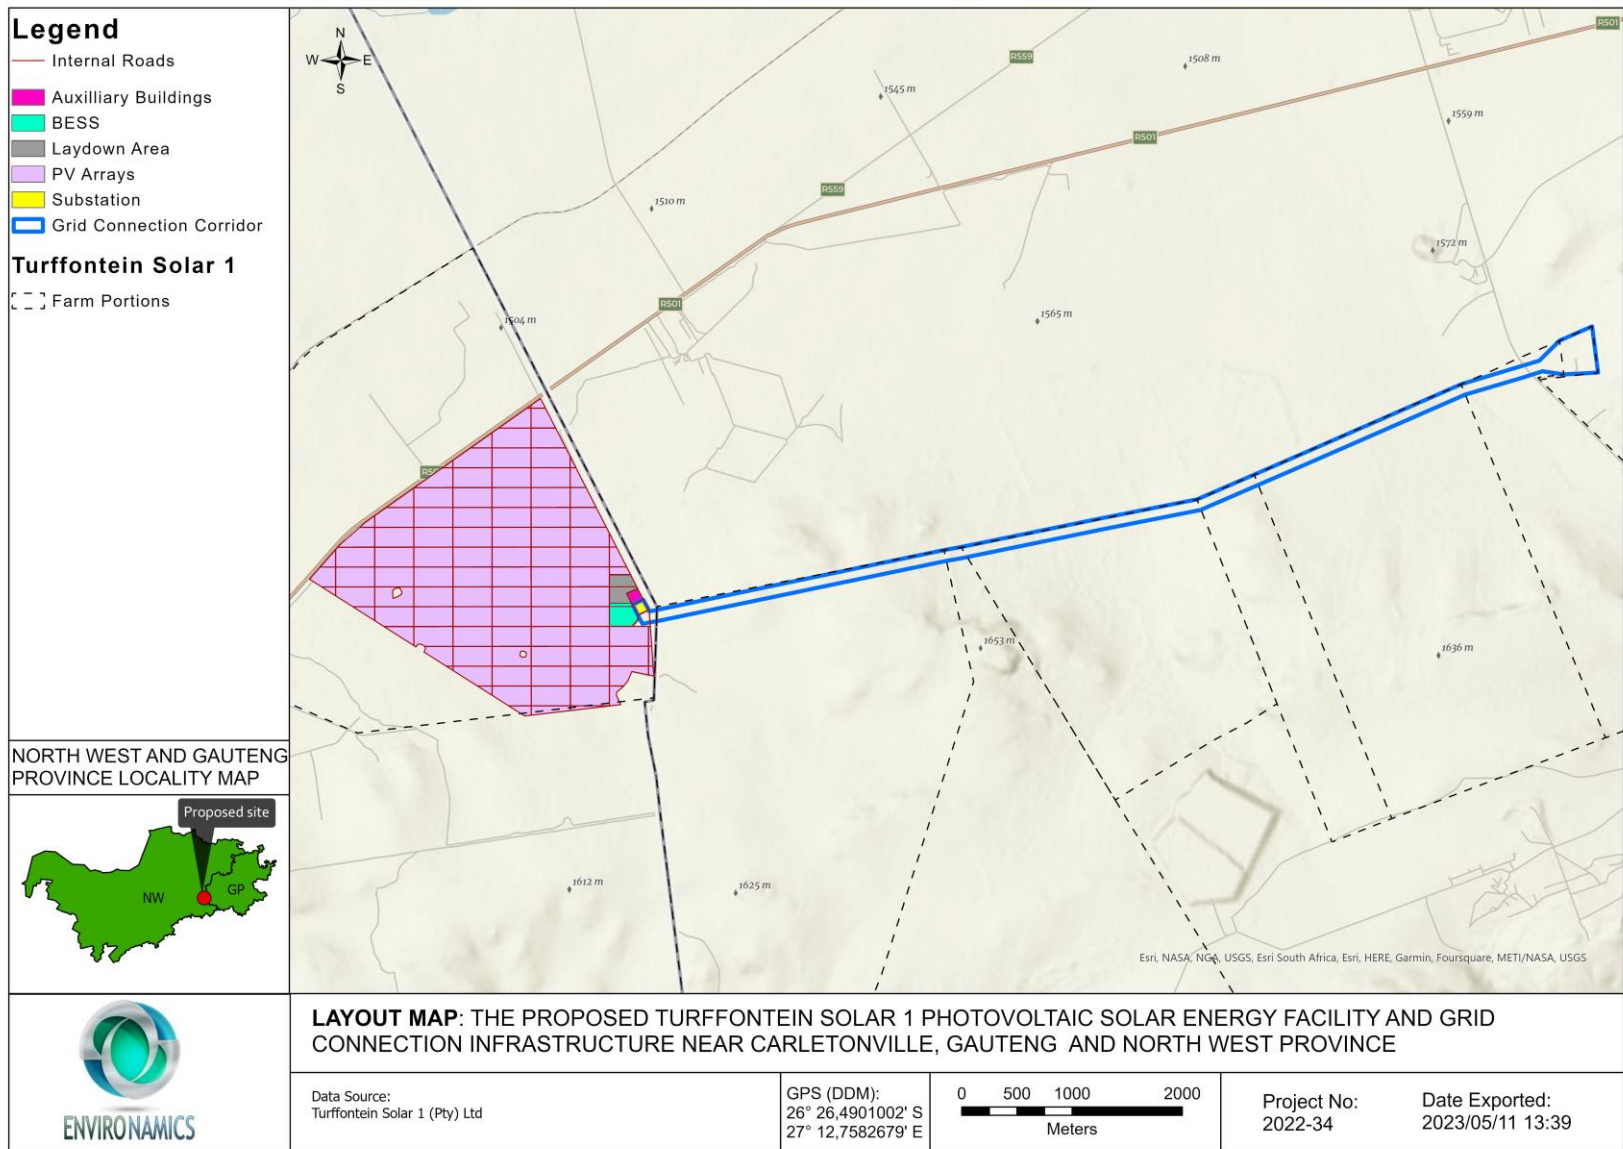 Legend
Internal Roads
Auxilliary Buildings
BESS
Laydown Area
PV Arrays
Substation
Grid Connection Corridor
Turffontein Solar 1
Farm Portions
N
W E
S
R501
R559
1508 m
1545 m
1559 m
R501
R559
1510 m
1572 m
R501
1565 m
1504 m
1653 m
1636 m
1612 m
1625 m
Esri, NASA, NGA, USGS, Esri South Africa, Esri, HERE, Garmin, Foursquare, METI/NASA, USGS
NORTH WEST AND GAUTENG
PROVINCE LOCALITY MAP
Proposed site
NW
GP
ENVIRONAMICS
LAYOUT MAP: THE PROPOSED TURFFONTEIN SOLAR 1 PHOTOVOLTAIC SOLAR ENERGY FACILITY AND GRID
CONNECTION INFRASTRUCTURE NEAR CARLETONVILLE, GAUTENG AND NORTH WEST PROVINCE
Data Source:
Turffontein Solar 1 (Pty) Ltd
GPS (DDM):
26° 26,4901002' S
27° 12,7582679' E
0 500 1000 2000
Meters
Project No:
2022-34
Date Exported:
2023/05/11 13:39